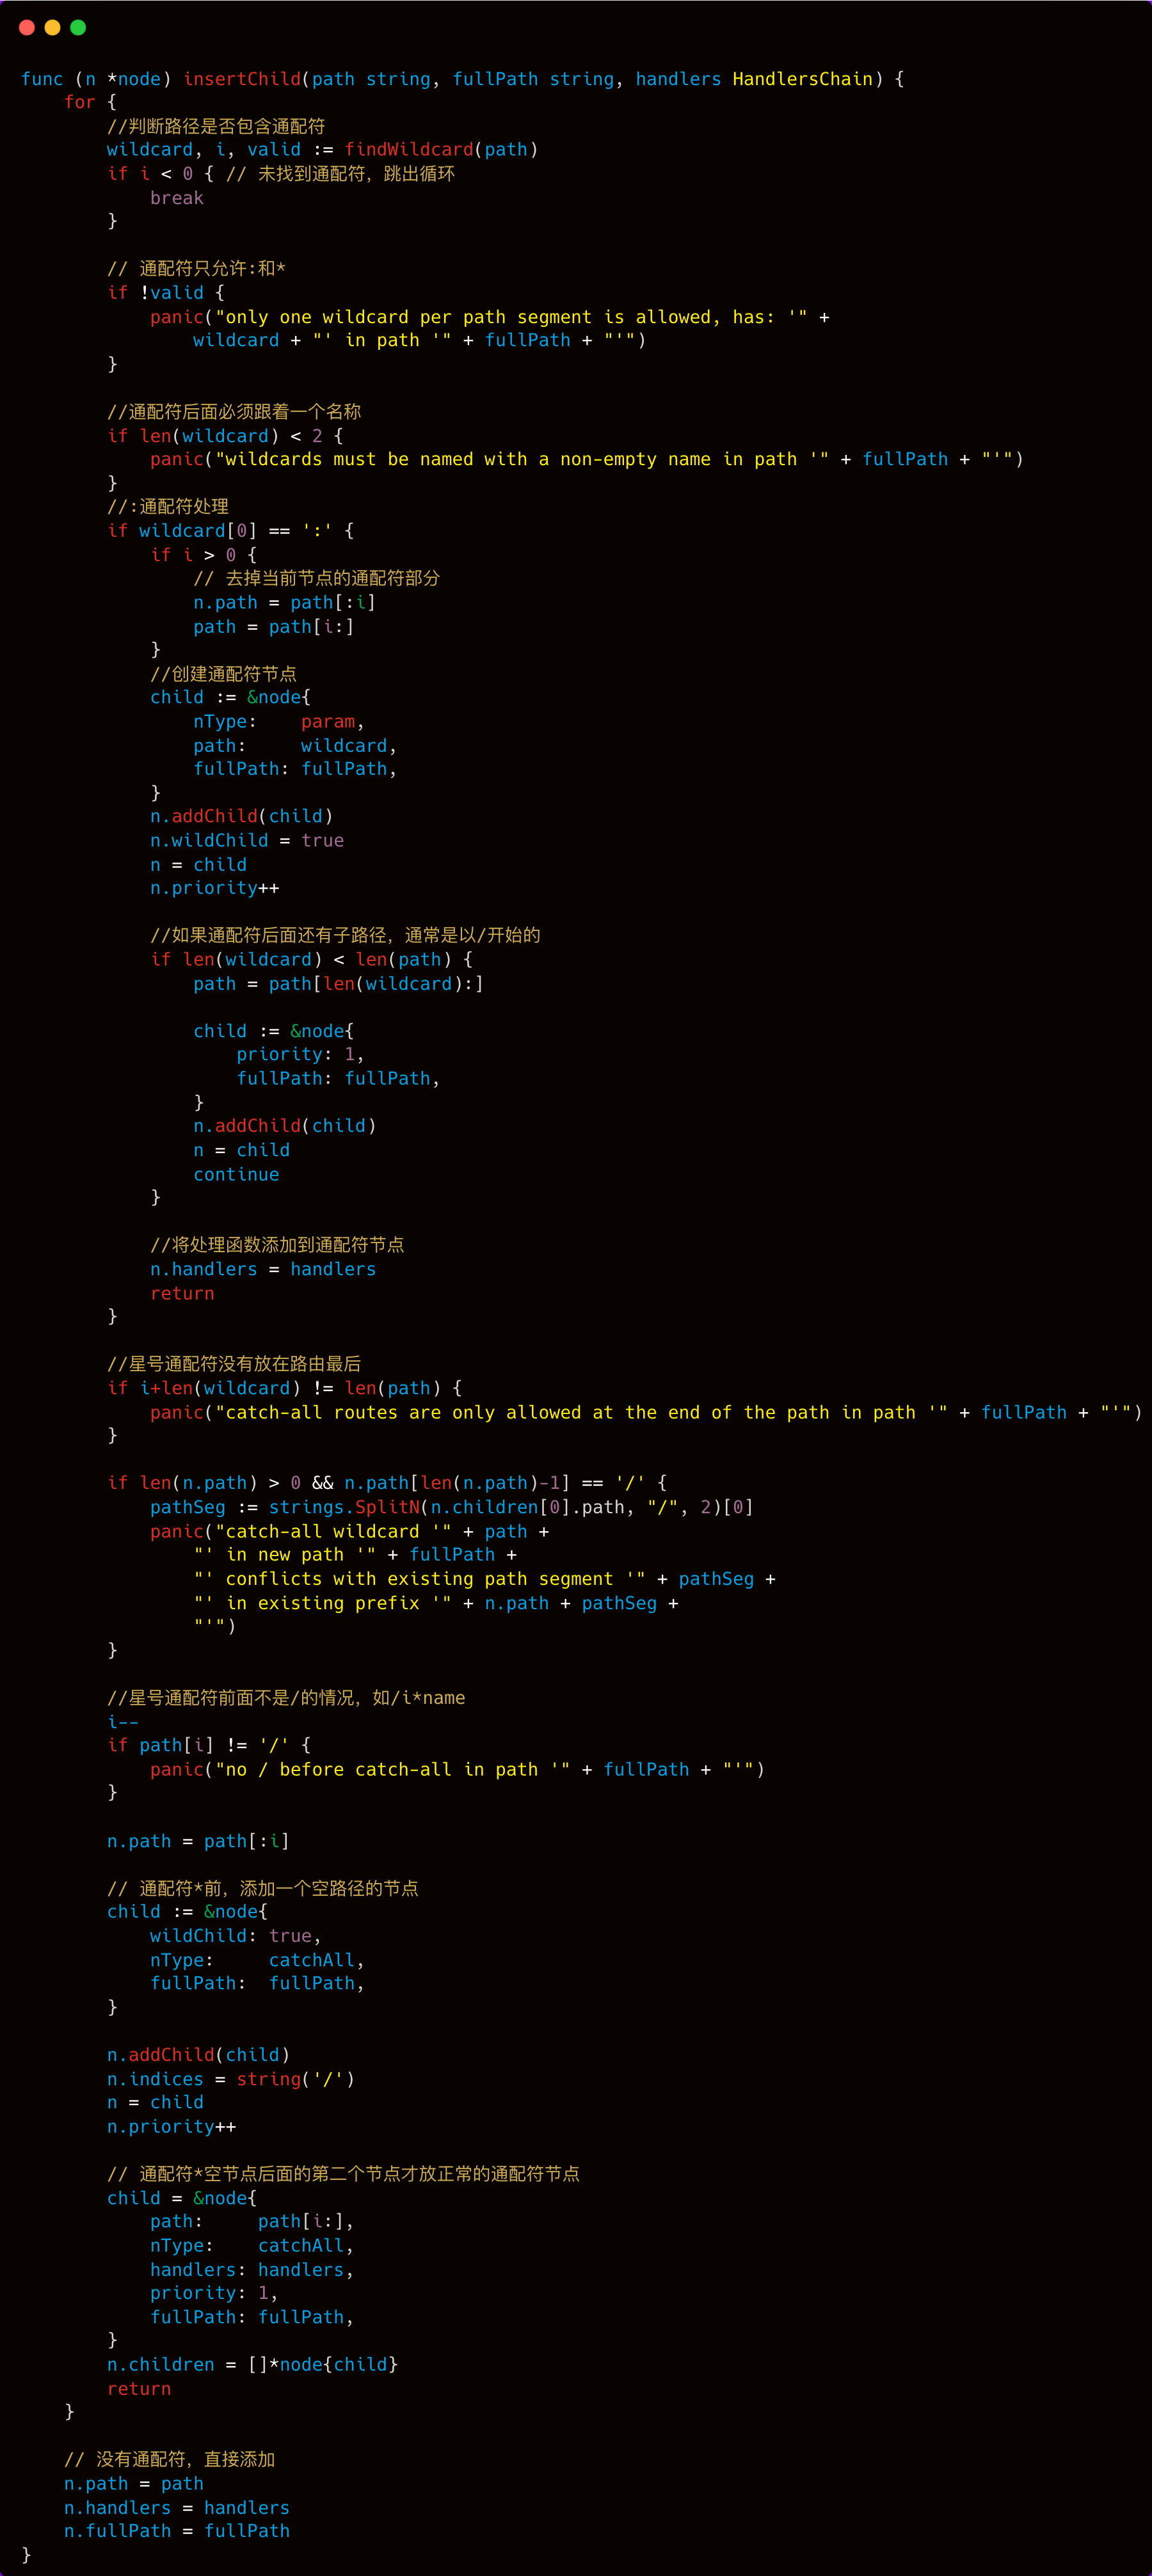 func (n *node) insertChild(path string, fullPath string, handlers HandlersChain) {
    for {
        //判断路径是否包含通配符
        wildcard, i, valid := findWildcard(path)
        if i < 0 { // 未找到通配符，跳出循环
            break
        }

        // 通配符只允许:和*
        if !valid {
            panic("only one wildcard per path segment is allowed, has: '" +
                wildcard + "' in path '" + fullPath + "'")
        }

        //通配符后面必须跟着一个名称
        if len(wildcard) < 2 {
            panic("wildcards must be named with a non-empty name in path '" + fullPath + "'")
        }
        //:通配符处理
        if wildcard[0] == ':' {
            if i > 0 {
                // 去掉当前节点的通配符部分
                n.path = path[:i]
                path = path[i:]
            }
            //创建通配符节点
            child := &node{
                nType:    param,
                path:     wildcard,
                fullPath: fullPath,
            }
            n.addChild(child)
            n.wildChild = true
            n = child
            n.priority++

            //如果通配符后面还有子路径，通常是以/开始的
            if len(wildcard) < len(path) {
                path = path[len(wildcard):]

                child := &node{
                    priority: 1,
                    fullPath: fullPath,
                }
                n.addChild(child)
                n = child
                continue
            }

            //将处理函数添加到通配符节点
            n.handlers = handlers
            return
        }

        //星号通配符没有放在路由最后
        if i+len(wildcard) != len(path) {
            panic("catch-all routes are only allowed at the end of the path in path '" + fullPath + "'")
        }

        if len(n.path) > 0 && n.path[len(n.path)-1] == '/' {
            pathSeg := strings.SplitN(n.children[0].path, "/", 2)[0]
            panic("catch-all wildcard '" + path +
                "' in new path '" + fullPath +
                "' conflicts with existing path segment '" + pathSeg +
                "' in existing prefix '" + n.path + pathSeg +
                "'")
        }

        //星号通配符前面不是/的情况，如/i*name
        i--
        if path[i] != '/' {
            panic("no / before catch-all in path '" + fullPath + "'")
        }

        n.path = path[:i]

        // 通配符*前，添加一个空路径的节点
        child := &node{
            wildChild: true,
            nType:     catchAll,
            fullPath:  fullPath,
        }

        n.addChild(child)
        n.indices = string('/')
        n = child
        n.priority++

        // 通配符*空节点后面的第二个节点才放正常的通配符节点
        child = &node{
            path:     path[i:],
            nType:    catchAll,
            handlers: handlers,
            priority: 1,
            fullPath: fullPath,
        }
        n.children = []*node{child}
        return
    }

    // 没有通配符，直接添加
    n.path = path
    n.handlers = handlers
    n.fullPath = fullPath
}